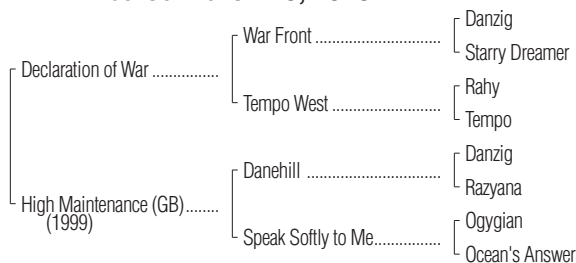 Danzig
War Front ............................
Starry Dreamer
Declaration of War ................
Rahy
Tempo West ..........................
Tempo
Danzig
Danehill ...............................
Razyana
High Maintenance (GB)........
(1999)
Ogygian
Speak Softly to Me................
Ocean's Answer